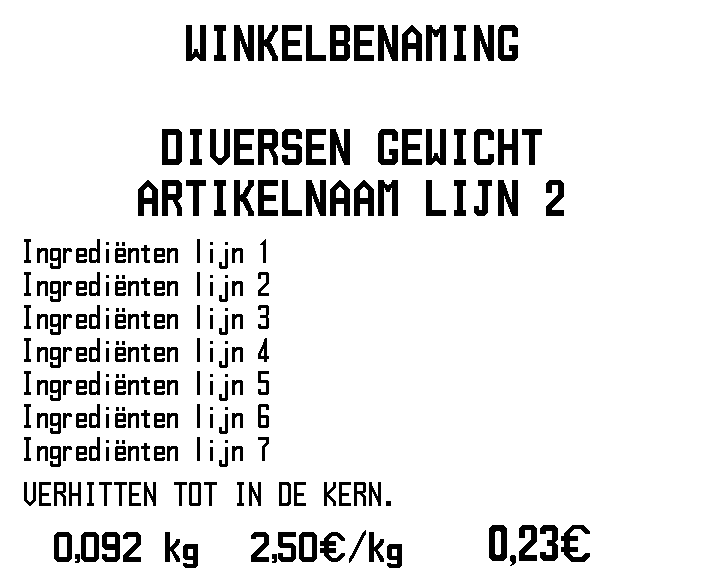 WINKELBENAMING
DIVERSEN GEWICHT
ARTIKELNAAM LIJN 2
Ingrediënten lijn 1
Ingrediënten lijn 2
Ingrediënten lijn 3
Ingrediënten lijn 4
Ingrediënten lijn 5
Ingrediënten lijn 6
Ingrediënten lijn 7
VERHITTEN TOT IN DE KERN.
0,092 kg 2,50€/kg 0,23€